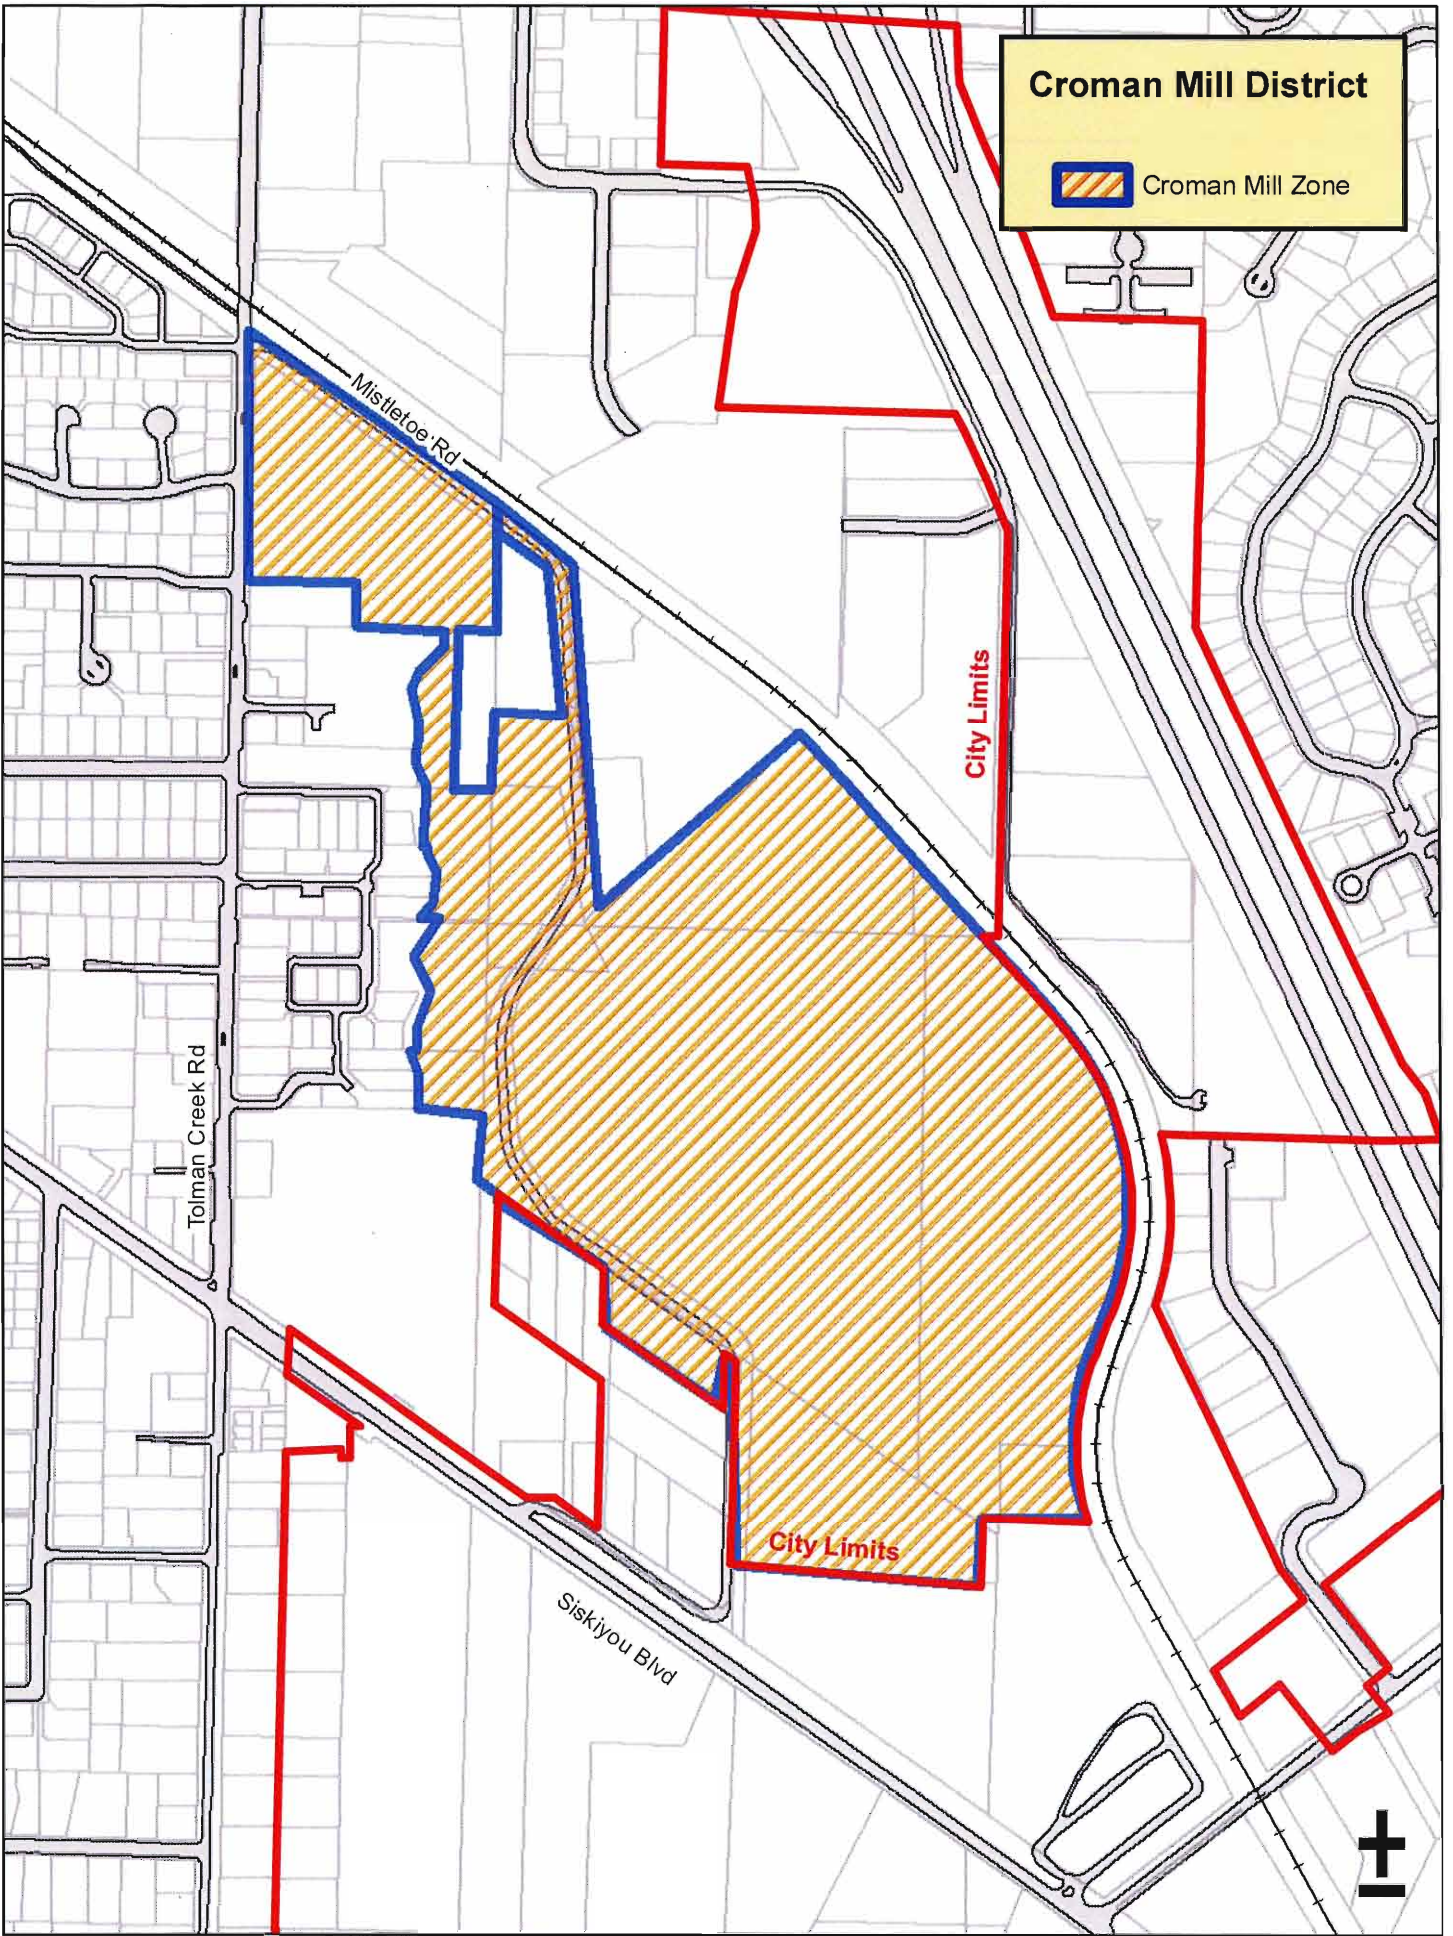 Croman Mill District
Croman Mill Zone
Mistletoe Rd
City Limits
Tolman Creek Rd
City Limits
Siskiyou Blvd
±